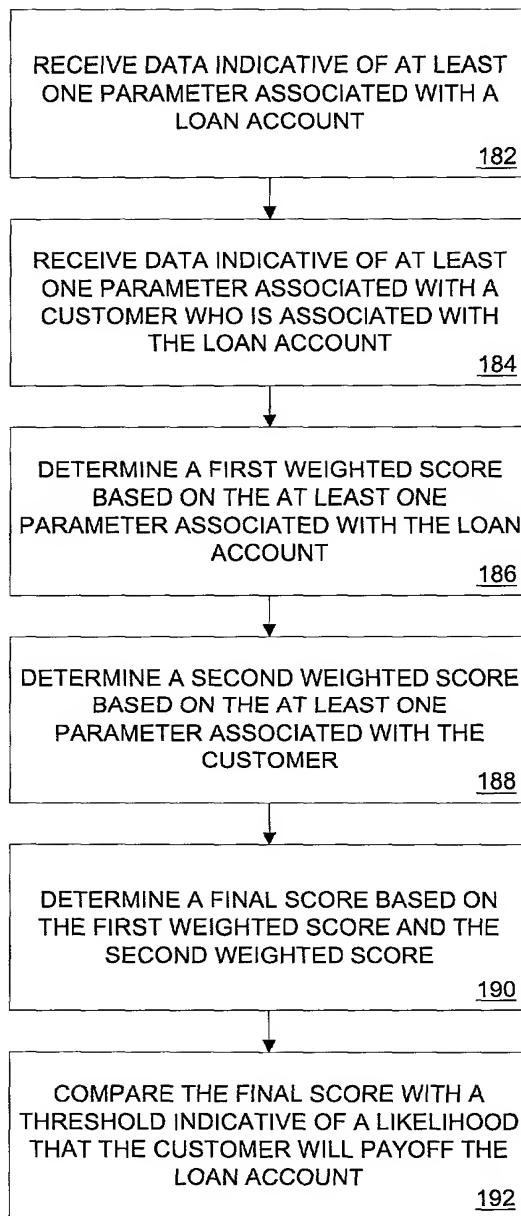 RECEIVE DATA INDICATIVE OF AT LEAST
ONE PARAMETER ASSOCIATED WITH A
LOAN ACCOUNT
182
RECEIVE DATA INDICATIVE OF AT LEAST
ONE PARAMETER ASSOCIATED WITH A
CUSTOMER WHO IS ASSOCIATED WITH
THE LOAN ACCOUNT
184
DETERMINE A FIRST WEIGHTED SCORE
BASED ON THE AT LEAST ONE
PARAMETER ASSOCIATED WITH THE LOAN
ACCOUNT
186
DETERMINE A SECOND WEIGHTED SCORE
BASED ON THE AT LEAST ONE
PARAMETER ASSOCIATED WITH THE
CUSTOMER
188
DETERMINE A FINAL SCORE BASED ON
THE FIRST WEIGHTED SCORE AND THE
SECOND WEIGHTED SCORE
190
COMPARE THE FINAL SCORE WITH A
THRESHOLD INDICATIVE OF A LIKELIHOOD
THAT THE CUSTOMER WILL PAYOFF THE
LOAN ACCOUNT
192